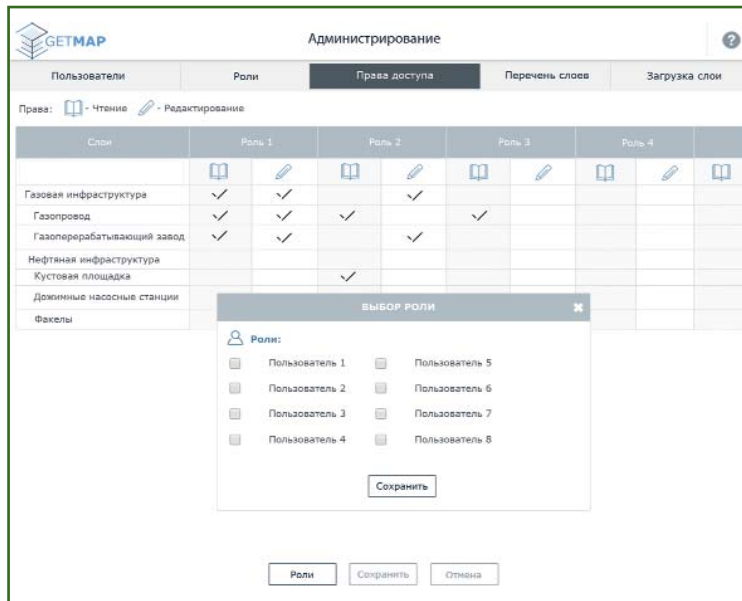 GETMAP
Администрирование
?
Пользователи Роли Права доступа Перечень слоев Загрузка слои
Права: - Чтение - Редактирование
Слои Роль 1 Роль 2 Роль 3 Роль 4
Газовая инфраструктура
Газопровод
Газоперерабатывающий завод
Нефтяная инфраструктура
Кустовая площадка
Дожимные насосные станции
Факелы
ВЫБОР РОЛИ
Роли:
Пользователь 1 Пользователь 5
Пользователь 2 Пользователь 6
Пользователь 3 Пользователь 7
Пользователь 4 Пользователь 8
Сохранить
Роли Сохранить Отмена